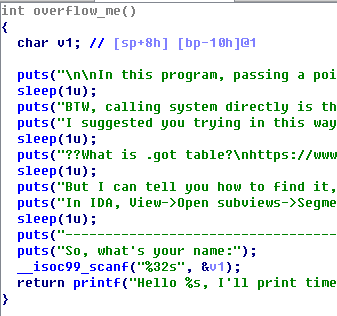 int overflow_me()
{
char v1; // [sp+8h] [bp-10h]@1
puts("\n\nIn this program, passing a poi
sleep(1u);
puts("BTW, calling system directly is th
puts("I suggested you trying in this way
sleep(1u);
puts("??What is .got table?\nhttps://www
sleep(1u);
puts("But I can tell you how to find it,
puts("In IDA, View->Open subviews->Segme
sleep(1u);
puts("----------------------------------
puts("So, what's your name:");
__isoc99_scanf("%32s", &v1);
return printf("Hello %s, I'll print time
}